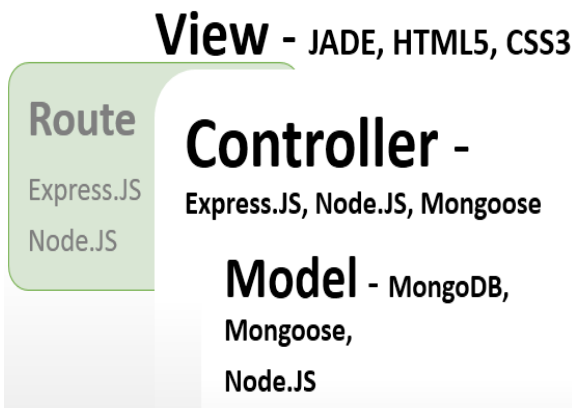 View - JADE, HTML5, CSS3
Route
Express.JS
Node.JS
Controller -
Express.JS, Node.JS, Mongoose
Model - MongoDB,
Mongoose,
Node.JS